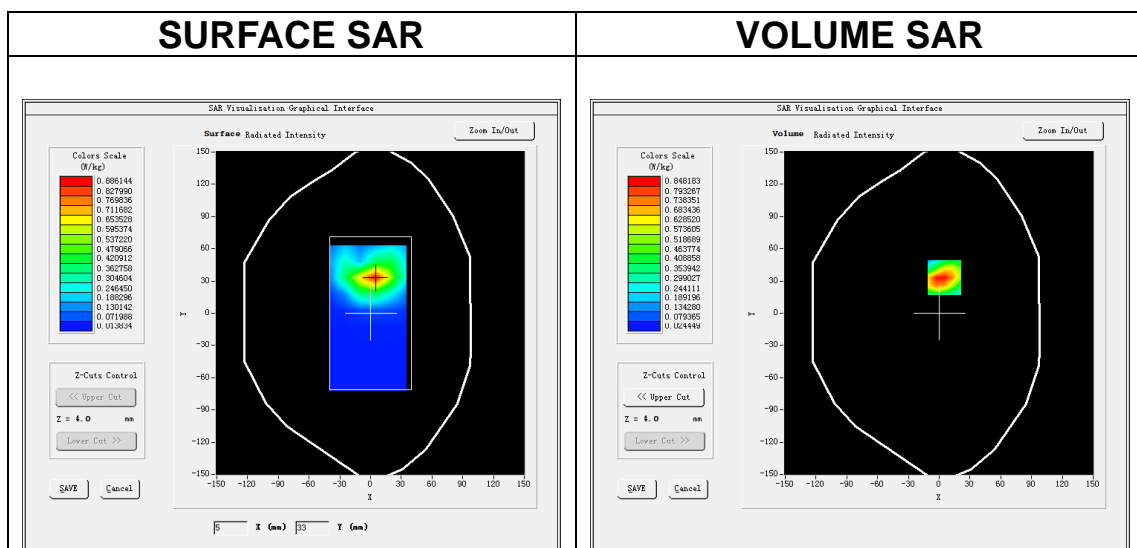 SURFACE SAR
VOLUME SAR
SAR Visualisation Graphical Interface
Surface Radiated Intensity
Zoom In/Out
Colors Scale
(W/kg)
0.886144
0.827990
0.769836
0.711682
0.653528
0.595374
0.537220
0.479066
0.420912
0.362758
0.304604
0.246450
0.188296
0.130142
0.071988
0.013834
150
120
90
60
30
0
-30
-60
-90
-120
-150
Y
-150 -120 -90 -60 -30 0 30 60 90 120 150
X
Z-Cuts Control
<< Upper Cut
Z = 4.0 mm
Lower Cut >>
SAVE Cancel
5 X (mm) 33 Y (mm)
SAR Visualisation Graphical Interface
Volume Radiated Intensity
Zoom In/Out
Colors Scale
(W/kg)
0.848183
0.793267
0.738351
0.683436
0.628520
0.573605
0.518689
0.463774
0.408858
0.353942
0.299027
0.244111
0.189196
0.134280
0.079365
0.024449
150
120
90
60
30
0
-30
-60
-90
-120
-150
Y
-150 -120 -90 -60 -30 0 30 60 90 120 150
X
Z-Cuts Control
<< Upper Cut
Z = 4.0 mm
Lower Cut >>
SAVE Cancel